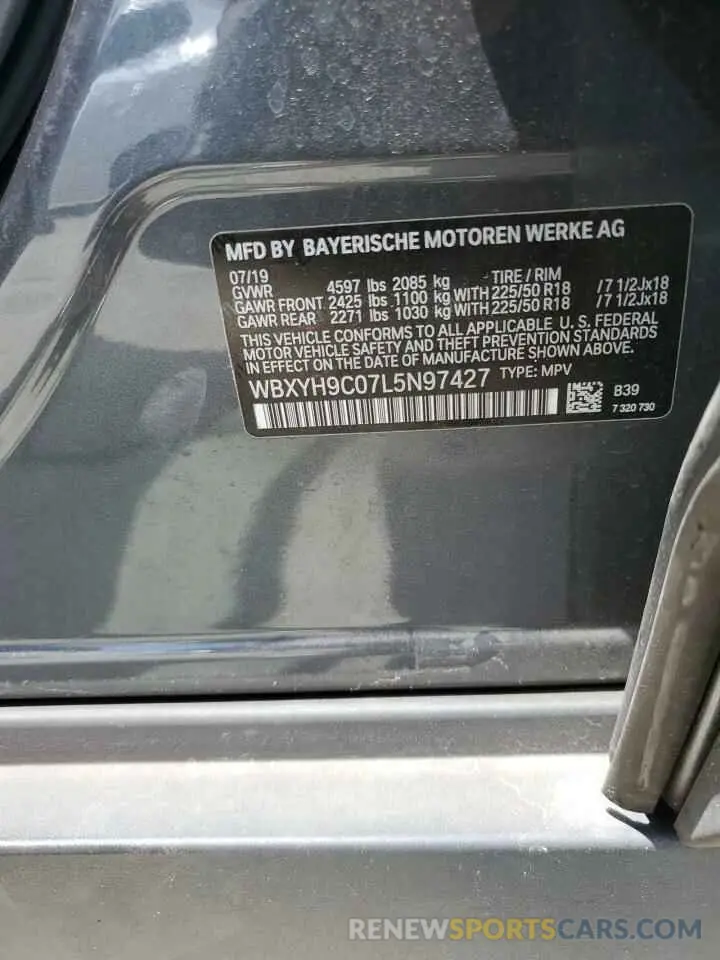 MFD BY BAYERISCHE MOTOREN WERKE AG
07/19 TIRE / RIM
GVWR 4597 lbs 2085 kg
GAWR FRONT 2425 lbs 1100 kg WITH 225/50 R18 /7 1/2Jx18
GAWR REAR 2271 lbs 1030 kg WITH 225/50 R18 /7 1/2Jx18
THIS VEHICLE CONFORMS TO ALL APPLICABLE U.S. FEDERAL
MOTOR VEHICLE SAFETY AND THEFT PREVENTION STANDARDS
IN EFFECT ON THE DATE OF MANUFACTURE SHOWN ABOVE.
WBXYH9C07L5N97427 TYPE: MPV
B39
7 320 730
RENEWSPORTSCARS.COM